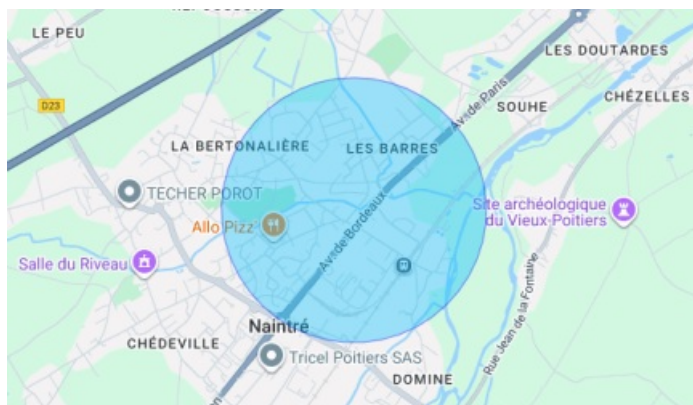 LE PEU
LES DOUTARDES
D23
Av. de Paris
SOUHE
CHÉZELLES
LA BERTONALIÈRE
LES BARRES
TECHER POROT
Allo Pizz
Av. de Bordeaux
Site archéologique
du Vieux-Poitiers
Salle du Riveau
Naintré
Rue Jean de la Fontaine
CHÉDEVILLE
Tricel Poitiers SAS
DOMINE